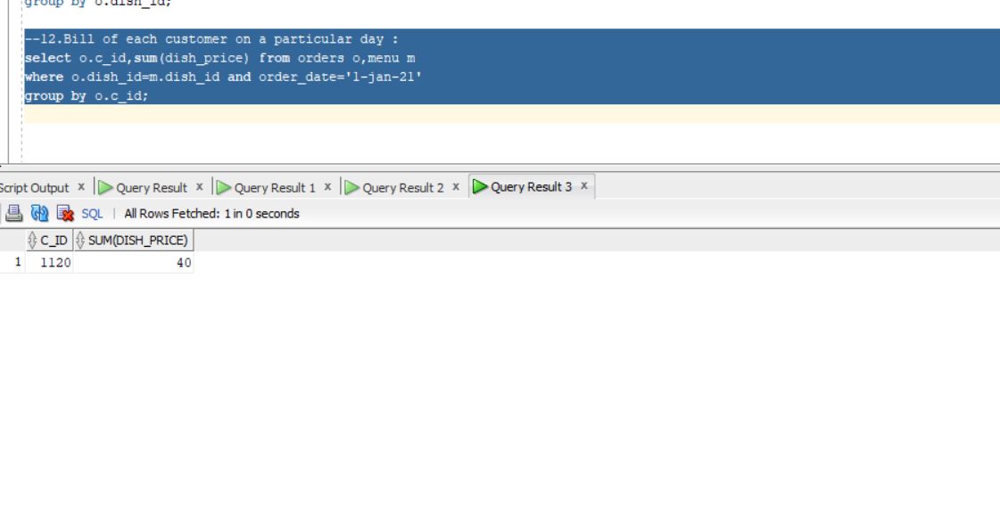 group by o.dish_id;
--12.Bill of each customer on a particular day :
select o.c_id,sum(dish_price) from orders o,menu m
where o.dish_id=m.dish_id and order_date='1-jan-21'
group by o.c_id;
Script Output x Query Result x Query Result 1 x Query Result 2 x Query Result 3 x
SQL | All Rows Fetched: 1 in 0 seconds
C_ID SUM(DISH_PRICE)
1 1120 40